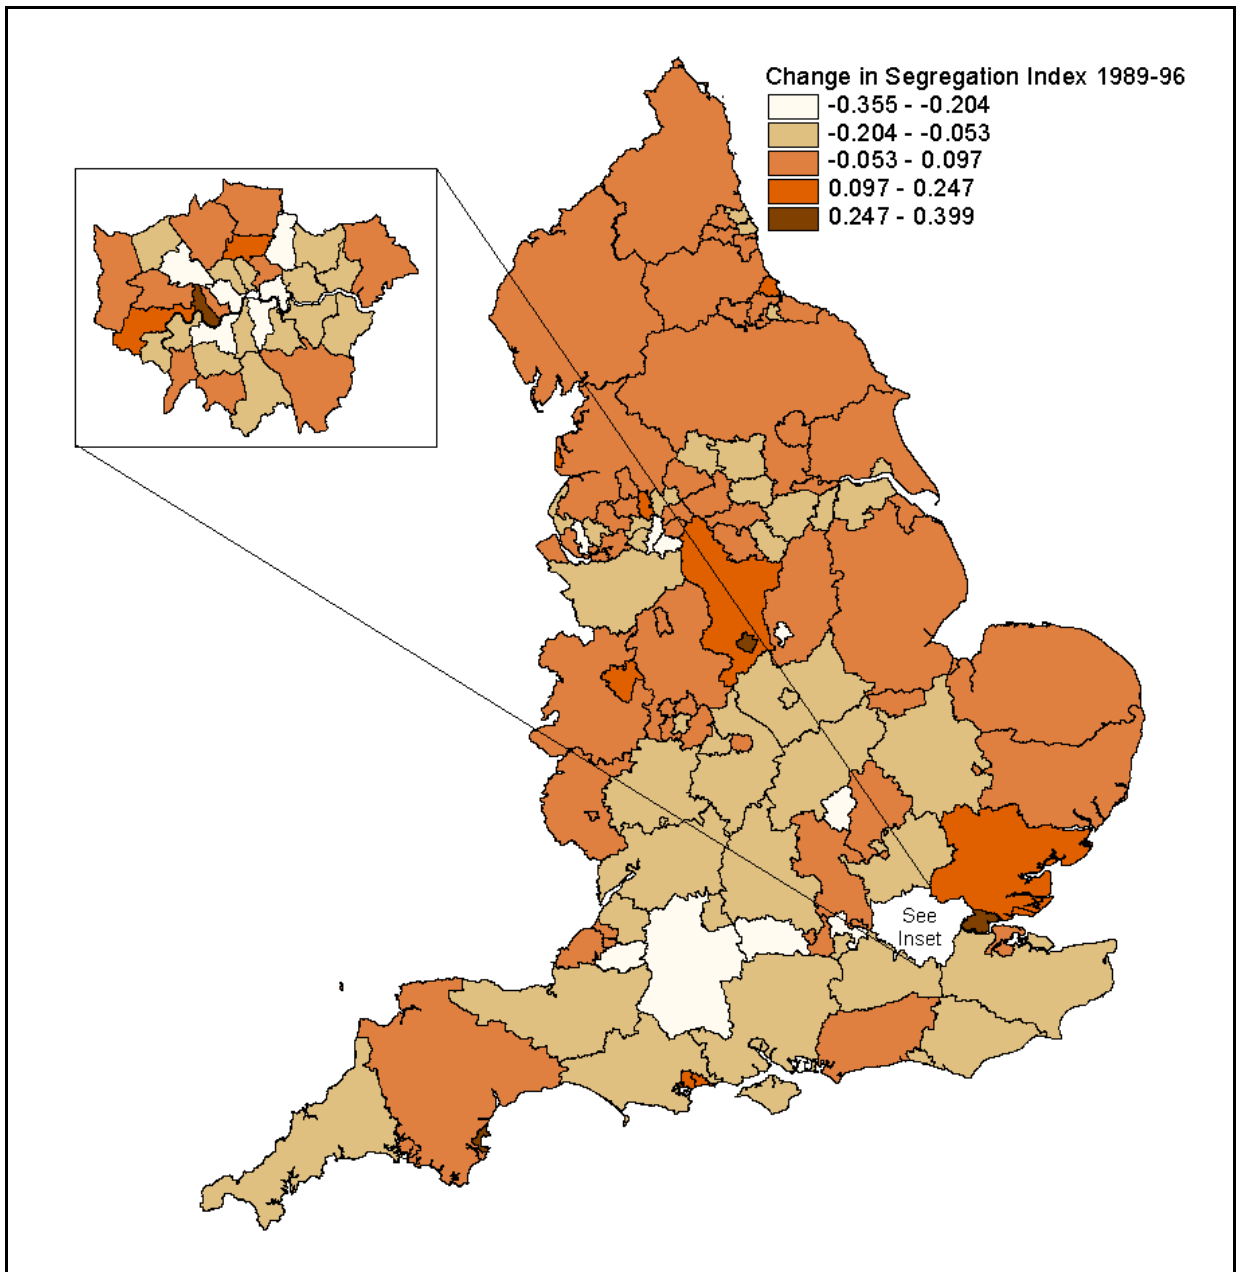 Change in Segregation Index 1989-96
-0.355 - -0.204
-0.204 - -0.053
-0.053 - 0.097
0.097 - 0.247
0.247 - 0.399
See
Inset